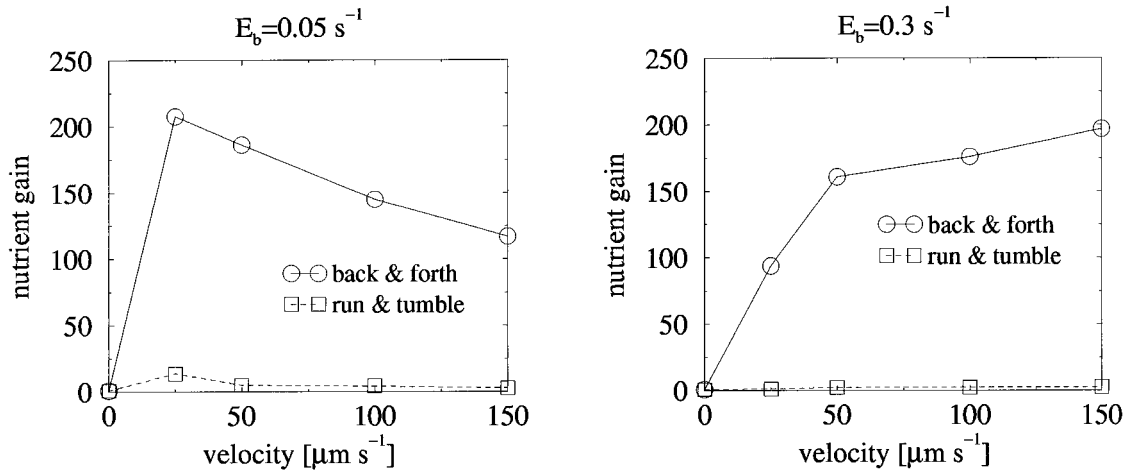 E_b=0.05 s⁻¹
250
200
150
100
50
0
nutrient gain
back & forth
run & tumble
0 50 100 150
velocity [μm s⁻¹]
E_b=0.3 s⁻¹
250
200
150
100
50
0
nutrient gain
back & forth
run & tumble
0 50 100 150
velocity [μm s⁻¹]